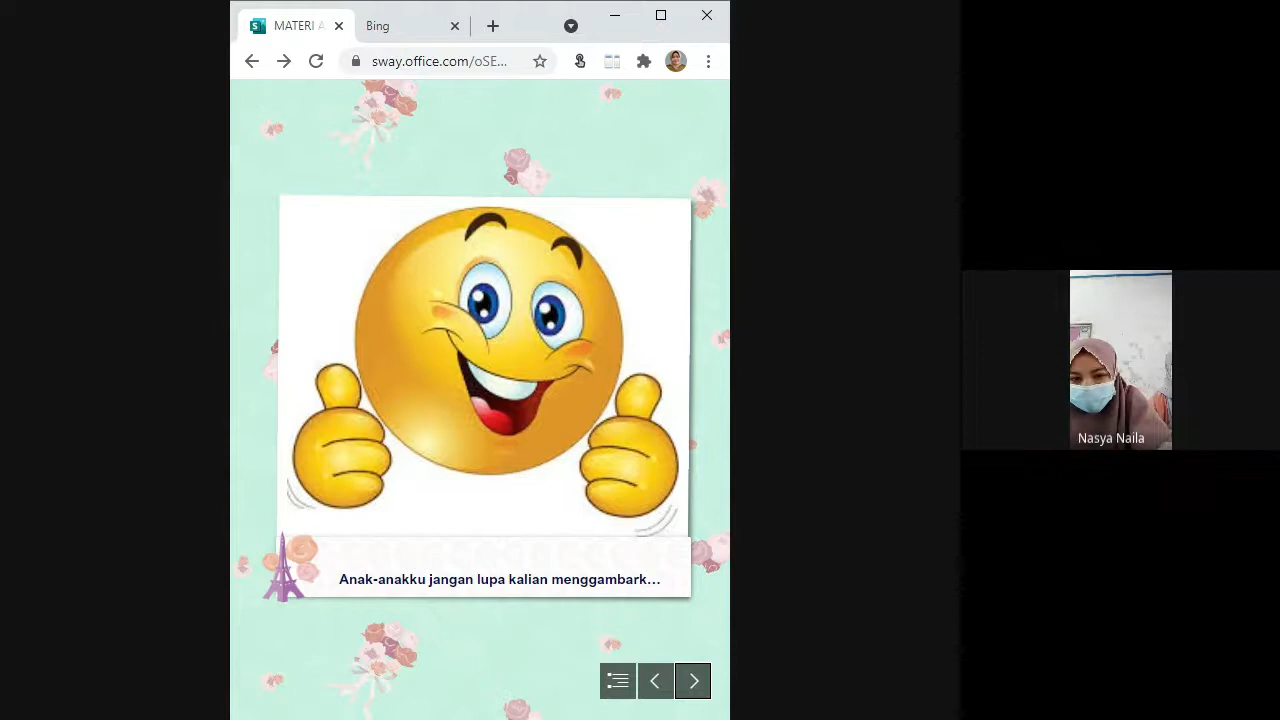 MATERI A
Bing
sway.office.com/oSE...
Anak-anakku jangan lupa kalian menggambark...
Nasya Naila